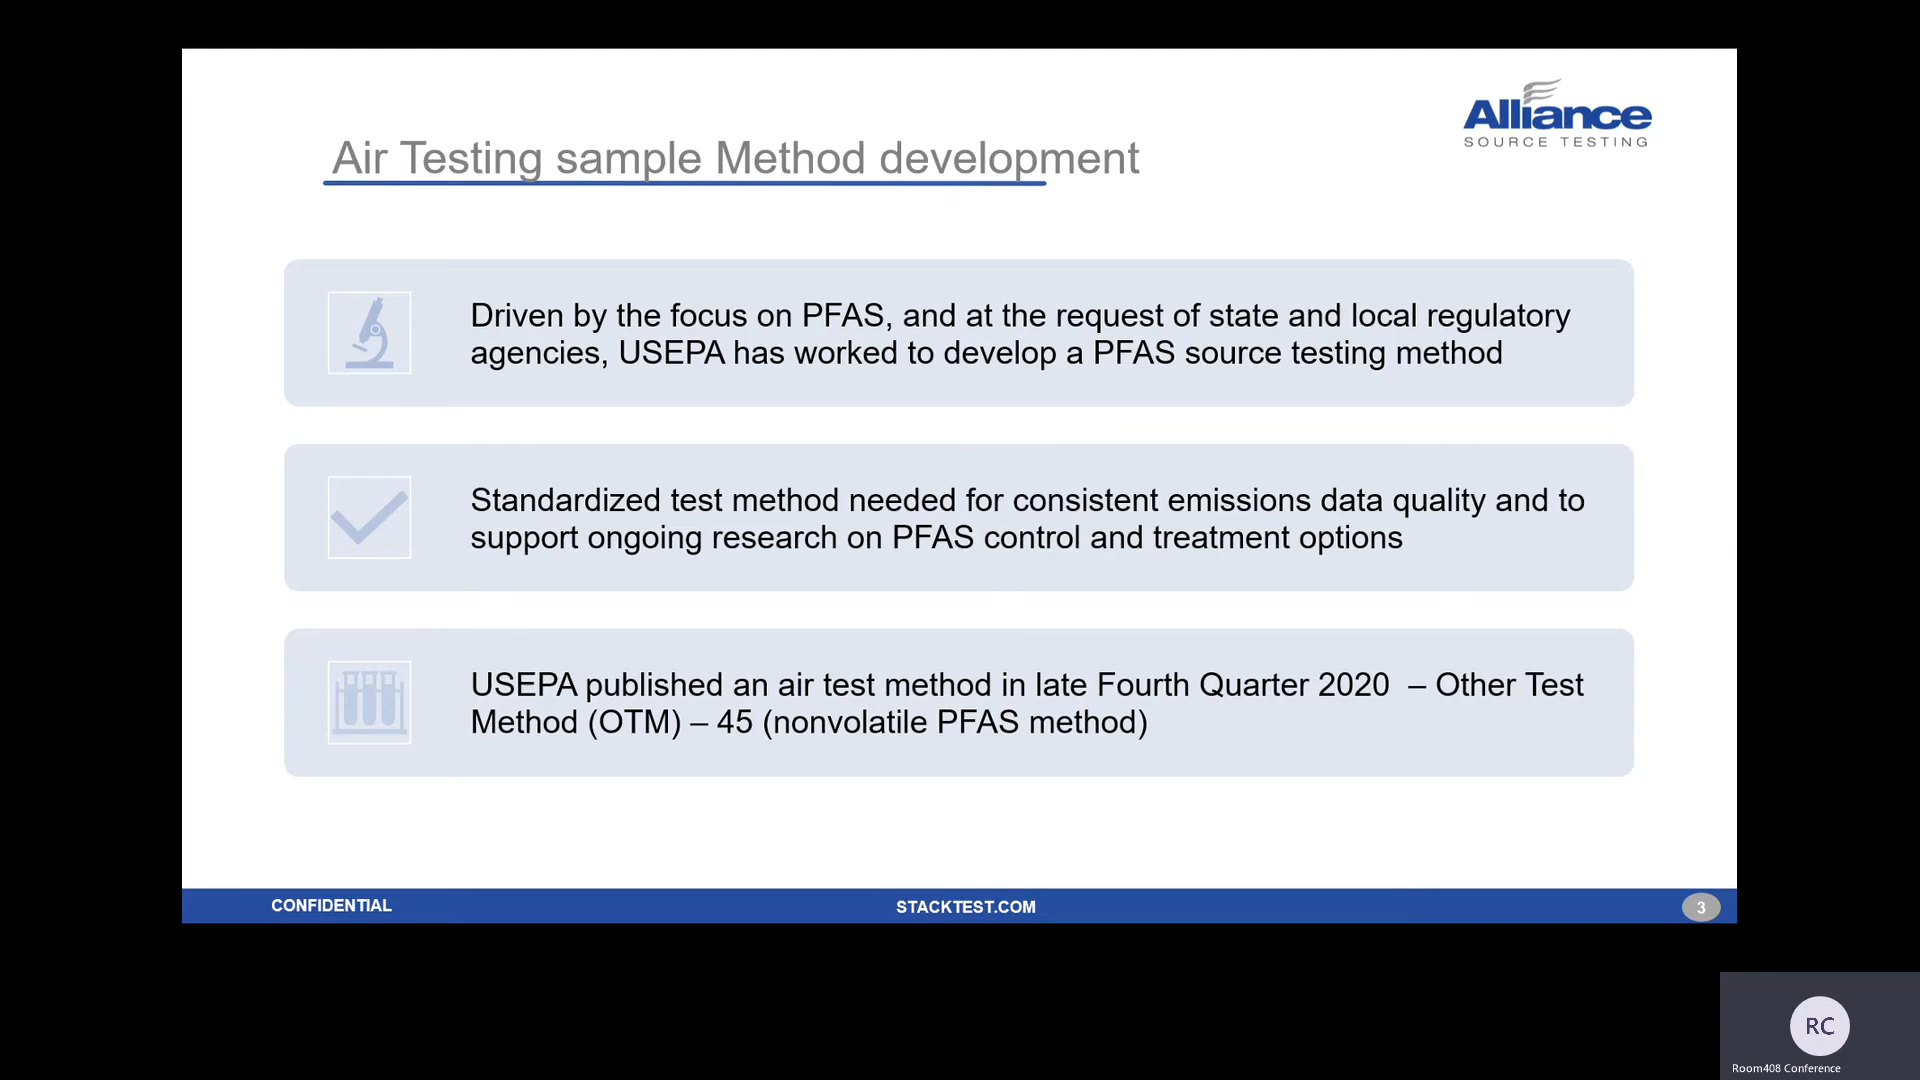 Alliance
SOURCE TESTING
Air Testing sample Method development
Driven by the focus on PFAS, and at the request of state and local regulatory
agencies, USEPA has worked to develop a PFAS source testing method
Standardized test method needed for consistent emissions data quality and to
support ongoing research on PFAS control and treatment options
USEPA published an air test method in late Fourth Quarter 2020 – Other Test
Method (OTM) – 45 (nonvolatile PFAS method)
CONFIDENTIAL
STACKTEST.COM
3
RC
Room408 Conference